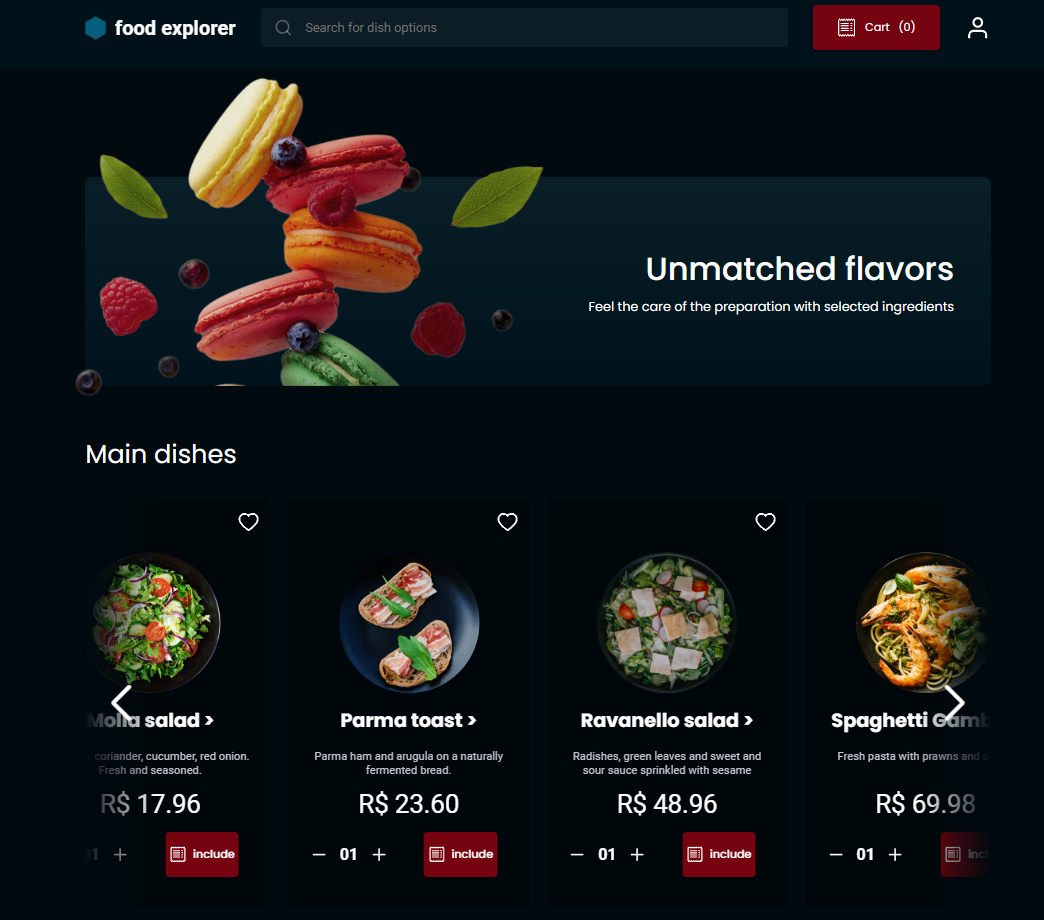 food explorer
Search for dish options
Cart (0)
Unmatched flavors
Feel the care of the preparation with selected ingredients
Main dishes
Molla salad >
, coriander, cucumber, red onion.
Fresh and seasoned.
R$ 17.96
01
include
Parma toast >
Parma ham and arugula on a naturally
fermented bread.
R$ 23.60
01
include
Ravanello salad >
Radishes, green leaves and sweet and
sour sauce sprinkled with sesame
R$ 48.96
01
include
Spaghetti Gamb
Fresh pasta with prawns and p
R$ 69.98
01
inc